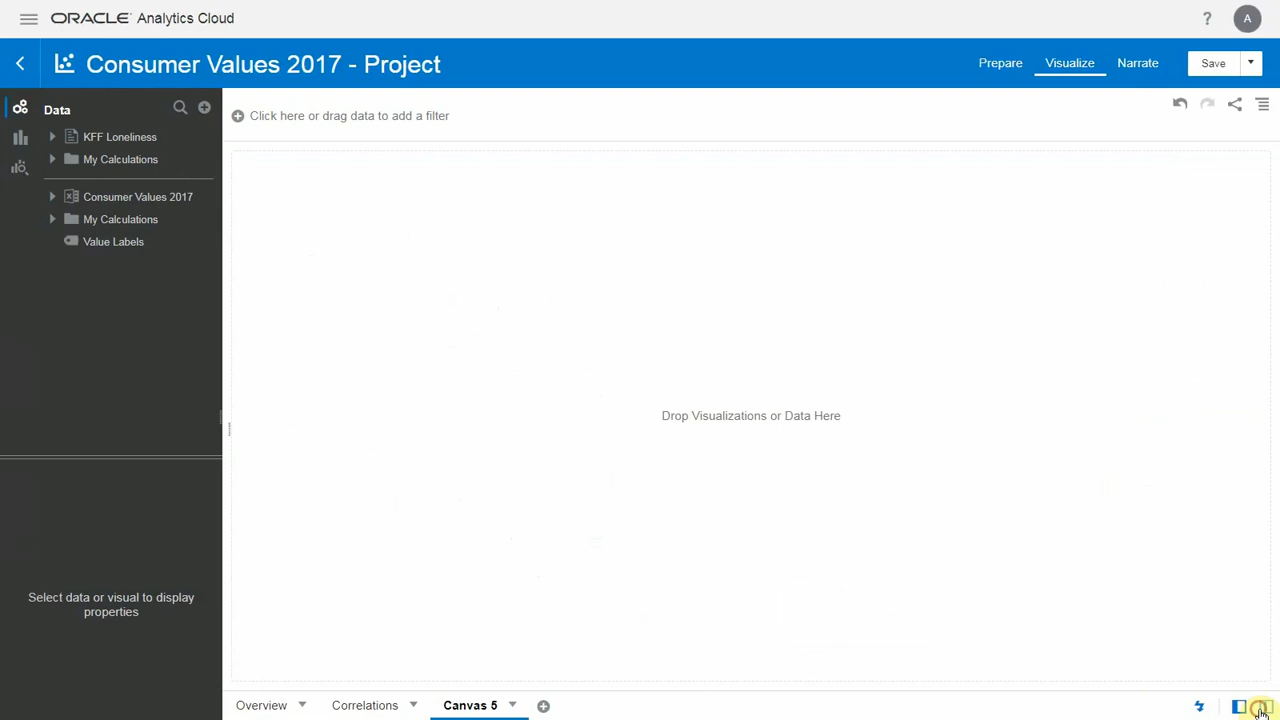 ORACLE Analytics Cloud
?
A
Consumer Values 2017 - Project
Prepare
Visualize
Narrate
Save
Data
KFF Loneliness
My Calculations
Consumer Values 2017
My Calculations
Value Labels
Click here or drag data to add a filter
Drop Visualizations or Data Here
Select data or visual to display
properties
Overview
Correlations
Canvas 5